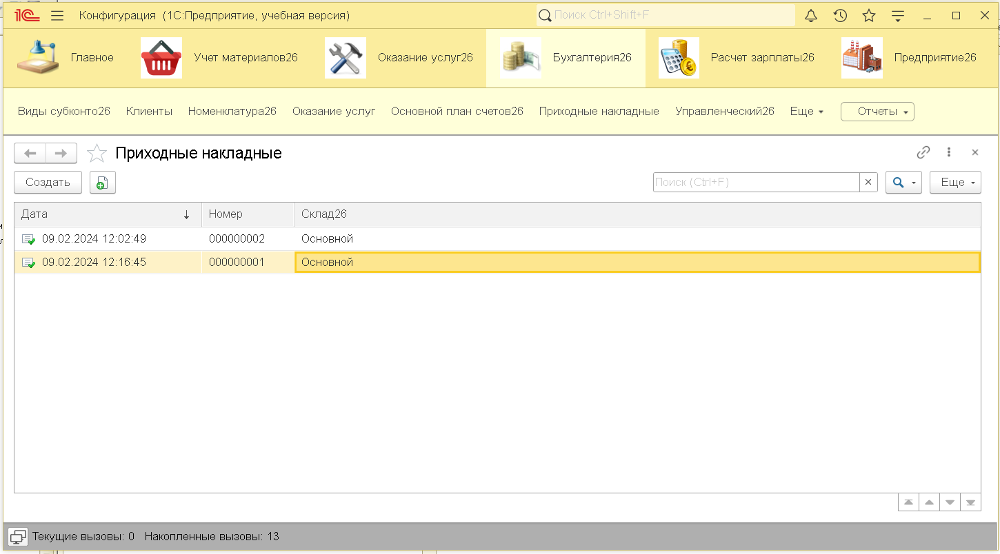 1С Конфигурация (1С:Предприятие, учебная версия) Поиск Ctrl+Shift+F
Главное Учет материалов26 Оказание услуг26 Бухгалтерия26 Расчет зарплаты26 Предприятие26
Виды субконто26 Клиенты Номенклатура26 Оказание услуг Основной план счетов26 Приходные накладные Управленческий26 Еще Отчеты
Приходные накладные
Создать Поиск (Ctrl+F) Еще
Дата Номер Склад26
09.02.2024 12:02:49 000000002 Основной
09.02.2024 12:16:45 000000001 Основной
Текущие вызовы: 0 Накопленные вызовы: 13